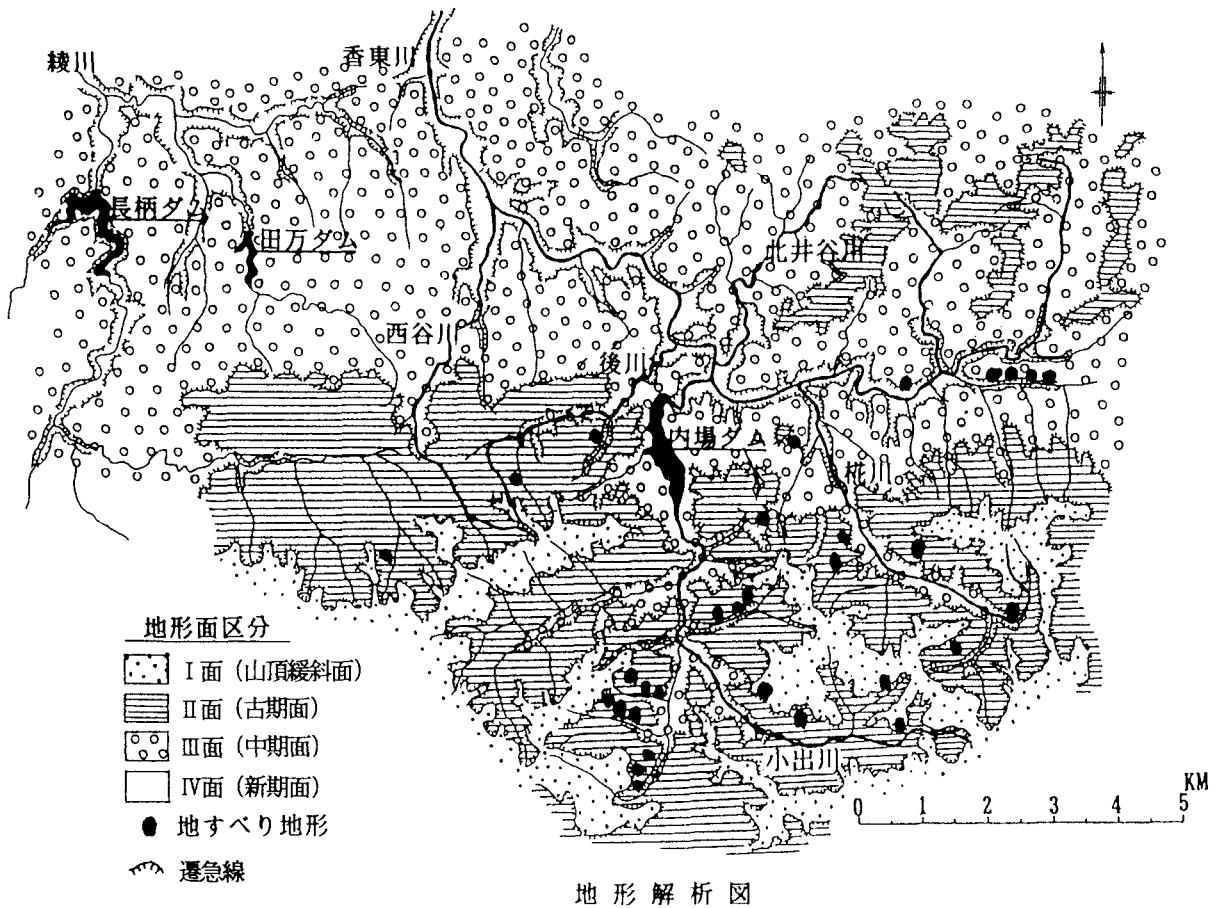 綾川
香東川
長柄ダム
田万ダム
北井谷川
西谷川
後川
内場ダム
椛川
小出川
地形面区分
I面 (山頂緩斜面)
II面 (古期面)
III面 (中期面)
IV面 (新期面)
地すべり地形
遷急線
KM
0 1 2 3 4 5
地形解析図